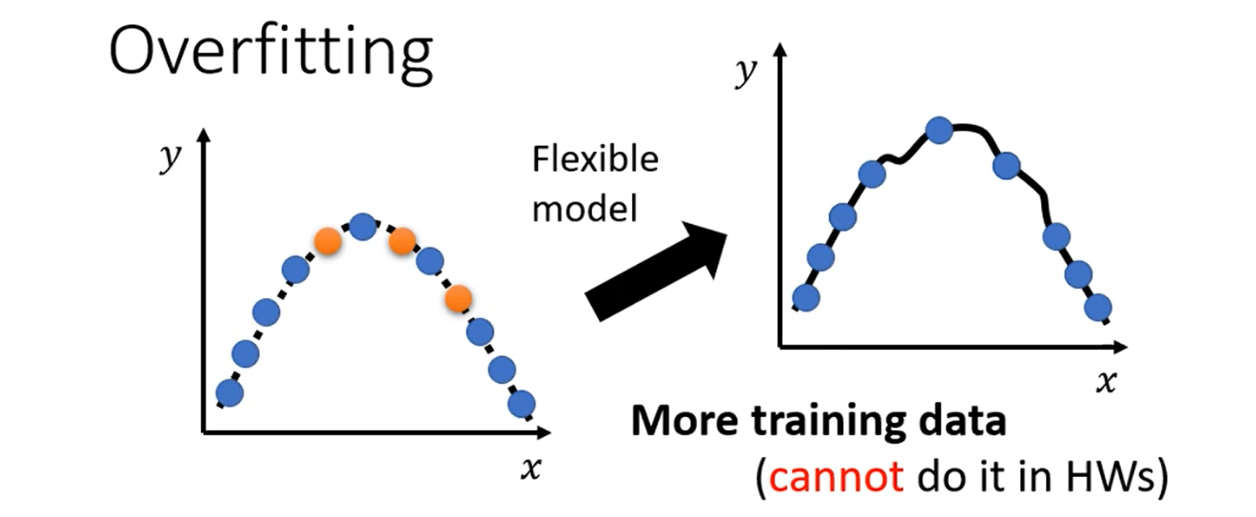 Overfitting
y
x
Flexible
model
y
x
More training data
(cannot do it in HWs)